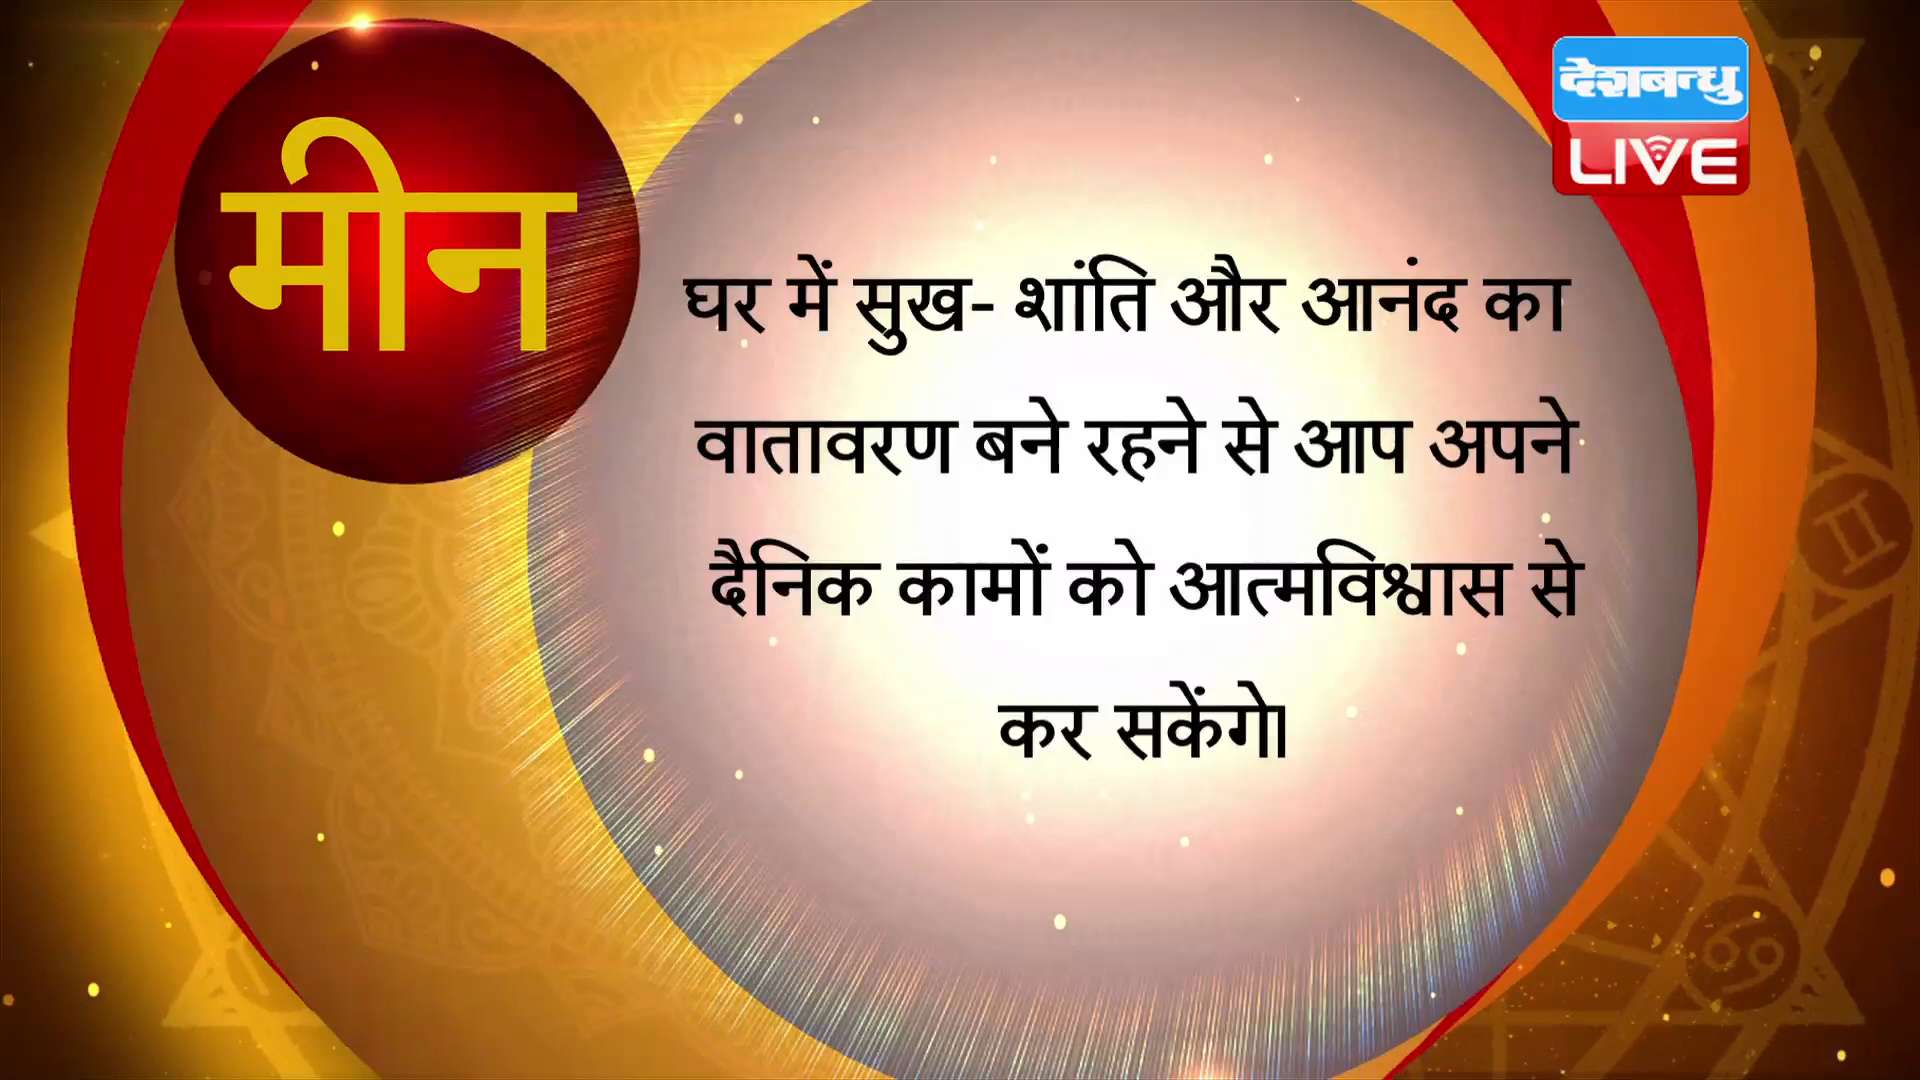 मीन
देशबन्धु
LIVE
घर में सुख- शांति और आनंद का
वातावरण बने रहने से आप अपने
दैनिक कामों को आत्मविश्वास से
कर सकेंगे।